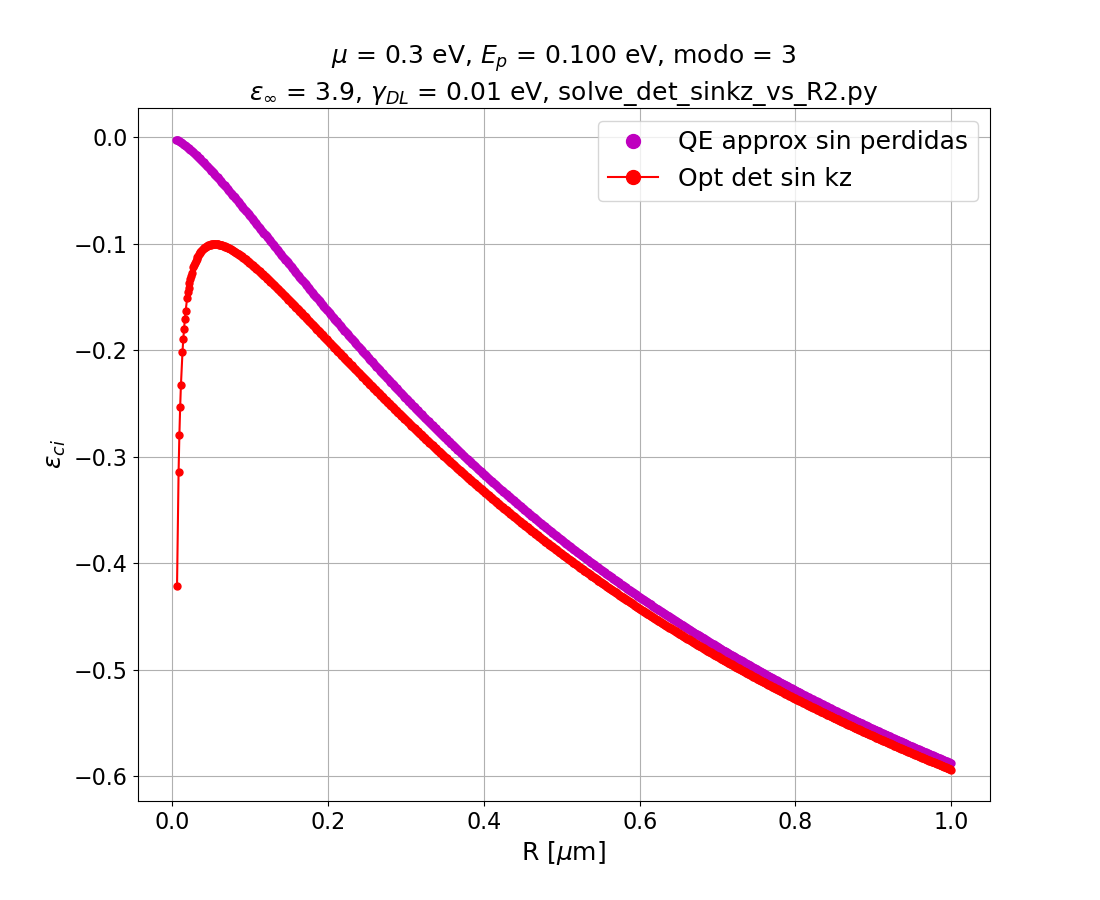 μ = 0.3 eV, E_p = 0.100 eV, modo = 3
ε_∞ = 3.9, γ_DL = 0.01 eV, solve_det_sinkz_vs_R2.py
QE approx sin perdidas
Opt det sin kz
0.0
−0.1
−0.2
−0.3
−0.4
−0.5
−0.6
ε_ci
0.0 0.2 0.4 0.6 0.8 1.0
R [μm]